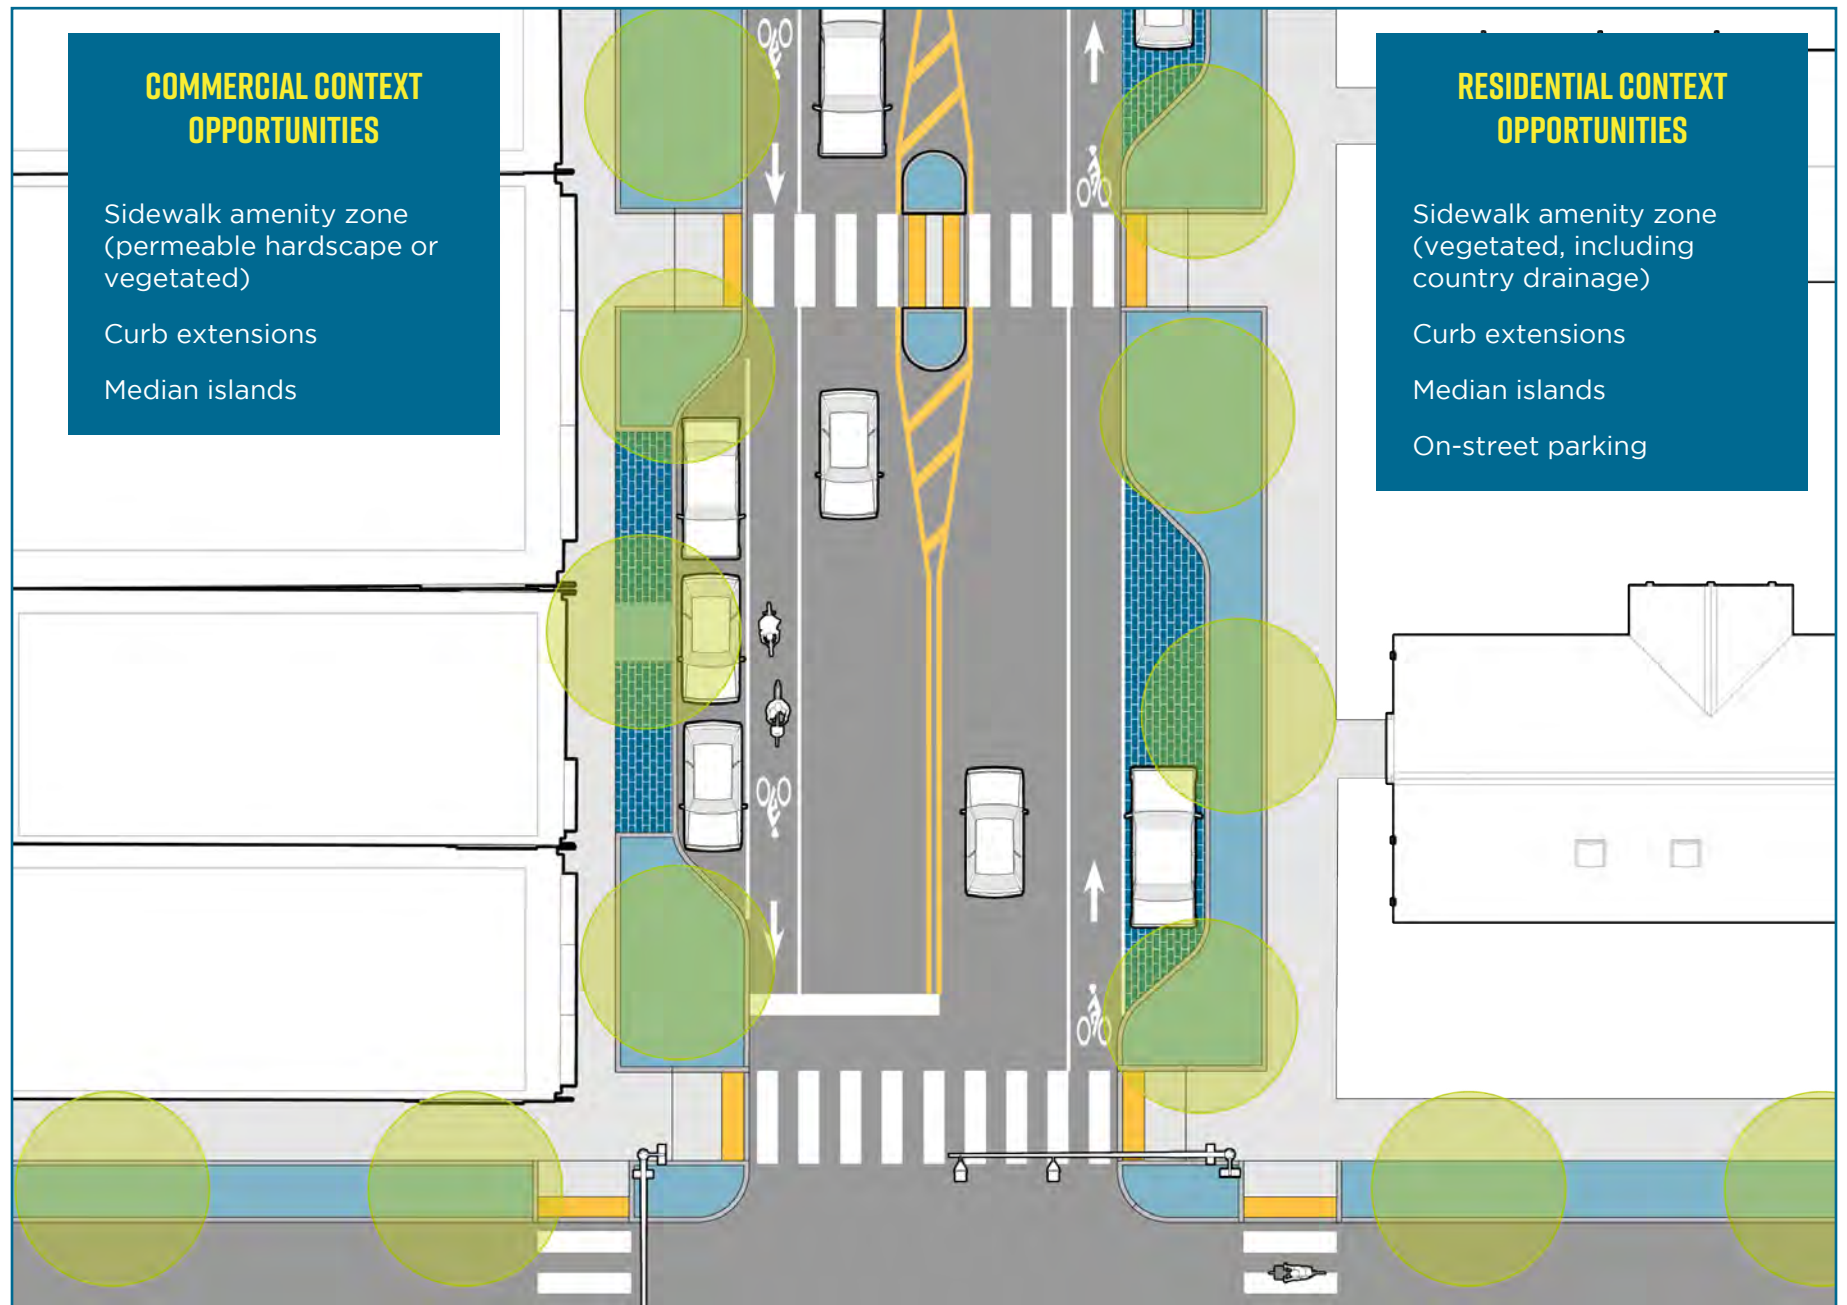 COMMERCIAL CONTEXT
OPPORTUNITIES
Sidewalk amenity zone
(permeable hardscape or
vegetated)
Curb extensions
Median islands
RESIDENTIAL CONTEXT
OPPORTUNITIES
Sidewalk amenity zone
(vegetated, including
country drainage)
Curb extensions
Median islands
On-street parking